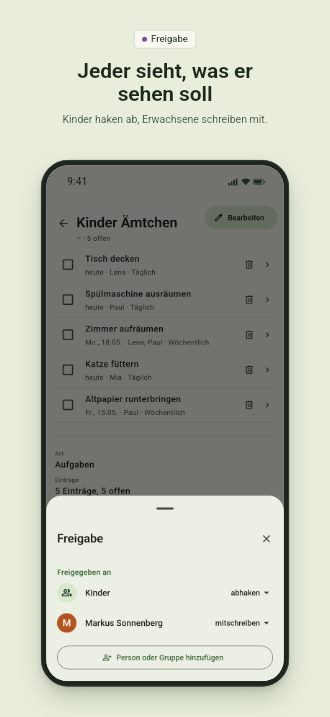 Freigabe
Jeder sieht, was er
sehen soll
Kinder haken ab, Erwachsene schreiben mit.
9:41
Kinder Ämtchen
Bearbeiten
– · 5 offen
Tisch decken
heute · Lena · Täglich
Spülmaschine ausräumen
heute · Paul · Täglich
Zimmer aufräumen
Mo., 18.05. · Lena, Paul · Wöchentlich
Katze füttern
heute · Mia · Täglich
Altpapier runterbringen
Fr., 15.05. · Paul · Wöchentlich
Art
Aufgaben
Einträge
5 Einträge, 5 offen
Freigabe
Freigegeben an
Kinder
abhaken
M
Markus Sonnenberg
mitschreiben
Person oder Gruppe hinzufügen